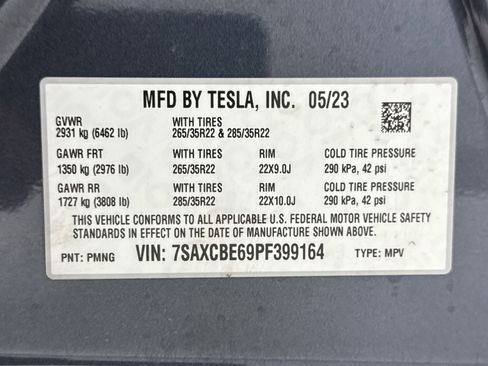 MFD BY TESLA, INC. 05/23
GVWR WITH TIRES
2931 kg (6462 lb) 265/35R22 & 285/35R22
GAWR FRT WITH TIRES RIM COLD TIRE PRESSURE
1350 kg (2976 lb) 265/35R22 22X9.0J 290 kPa, 42 psi
GAWR RR WITH TIRES RIM COLD TIRE PRESSURE
1727 kg (3808 lb) 285/35R22 22X10.0J 290 kPa, 42 psi
THIS VEHICLE CONFORMS TO ALL APPLICABLE U.S. FEDERAL MOTOR VEHICLE SAFETY
STANDARDS IN EFFECT ON THE DATE OF MANUFACTURE SHOWN ABOVE.
PNT: PMNG VIN: 7SAXCBE69PF399164 TYPE: MPV